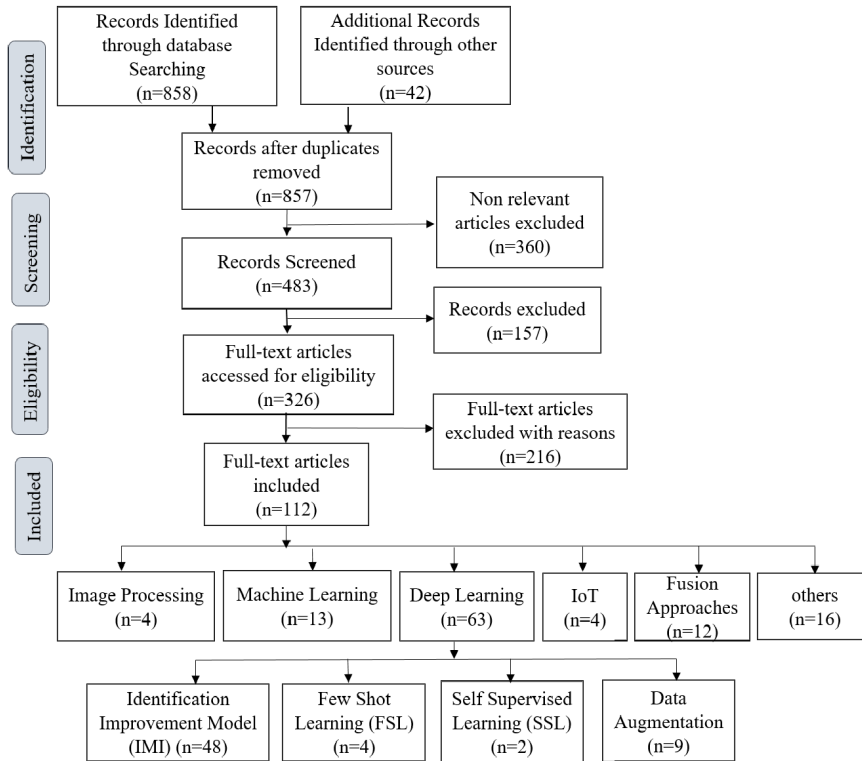 Records Identified
through database
Searching
(n=858)
Additional Records
Identified through other
sources
(n=42)
Identification
Records after duplicates
removed
(n=857)
Non relevant
articles excluded
(n=360)
Screening
Records Screened
(n=483)
Records excluded
(n=157)
Eligibility
Full-text articles
accessed for eligibility
(n=326)
Full-text articles
excluded with reasons
(n=216)
Included
Full-text articles
included
(n=112)
Image Processing
(n=4)
Machine Learning
(n=13)
Deep Learning
(n=63)
IoT
(n=4)
Fusion
Approaches
(n=12)
others
(n=16)
Identification
Improvement Model
(IMI) (n=48)
Few Shot
Learning (FSL)
(n=4)
Self Supervised
Learning (SSL)
(n=2)
Data
Augmentation
(n=9)